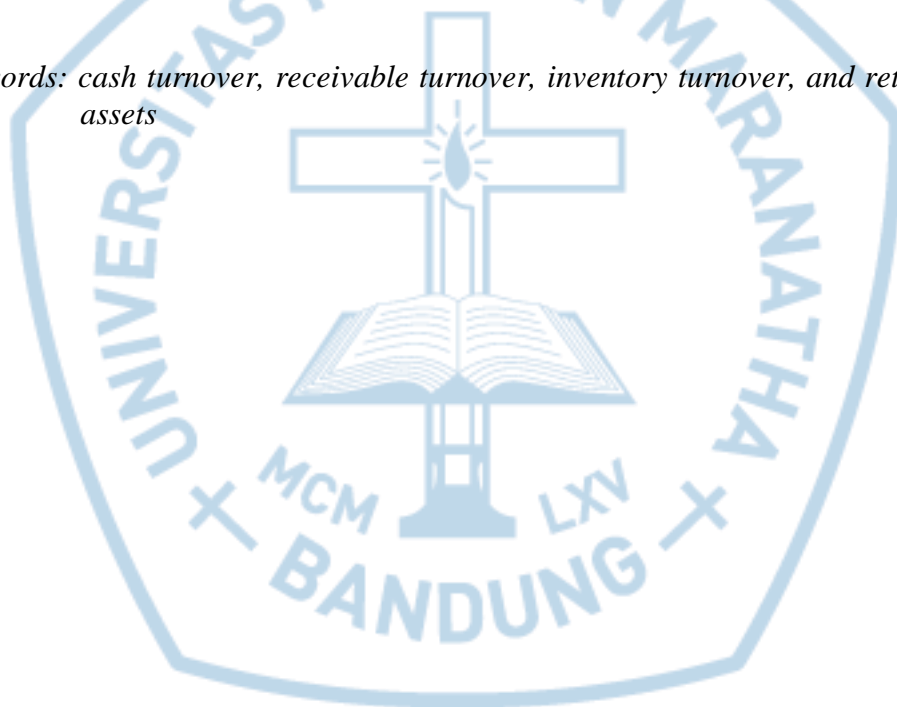 UNIVERSITAS MARANATHA
ords: cash turnover, receivable turnover, inventory turnover, and ret
assets
MCM LXV
BANDUNG